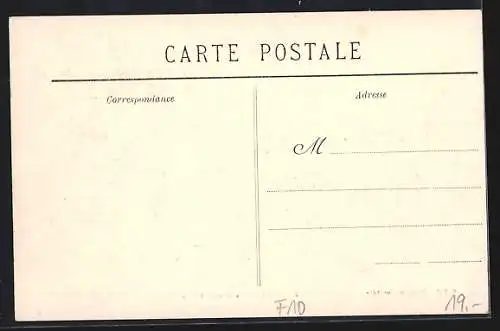 CARTE POSTALE
Correspondance
Adresse
M
F10
19.-